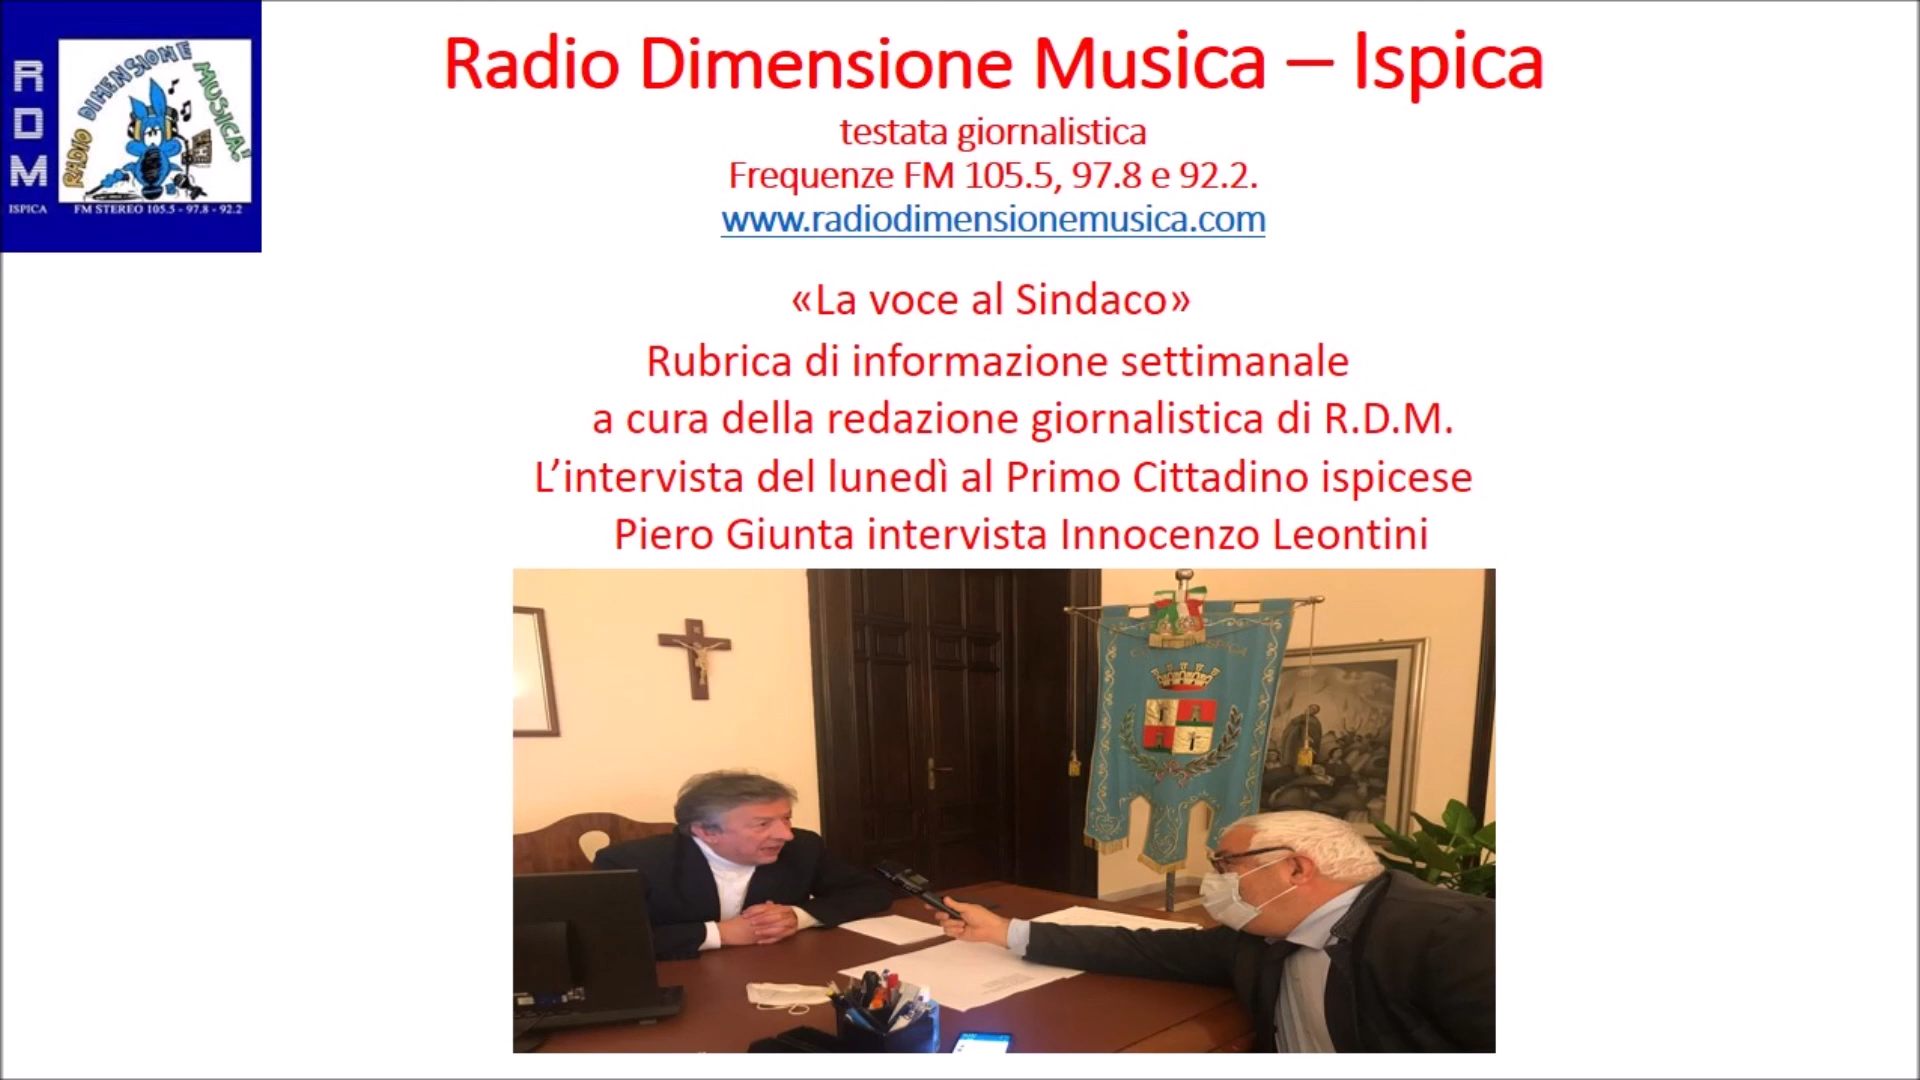 Radio Dimensione Musica – Ispica
testata giornalistica
Frequenze FM 105.5, 97.8 e 92.2.
www.radiodimensionemusica.com
R
D
M
ISPICA
RADIO DIMENSIONE MUSICA!
FM STEREO 105.5 - 97.8 - 92.2
«La voce al Sindaco»
Rubrica di informazione settimanale
a cura della redazione giornalistica di R.D.M.
L’intervista del lunedì al Primo Cittadino ispicese
Piero Giunta intervista Innocenzo Leontini